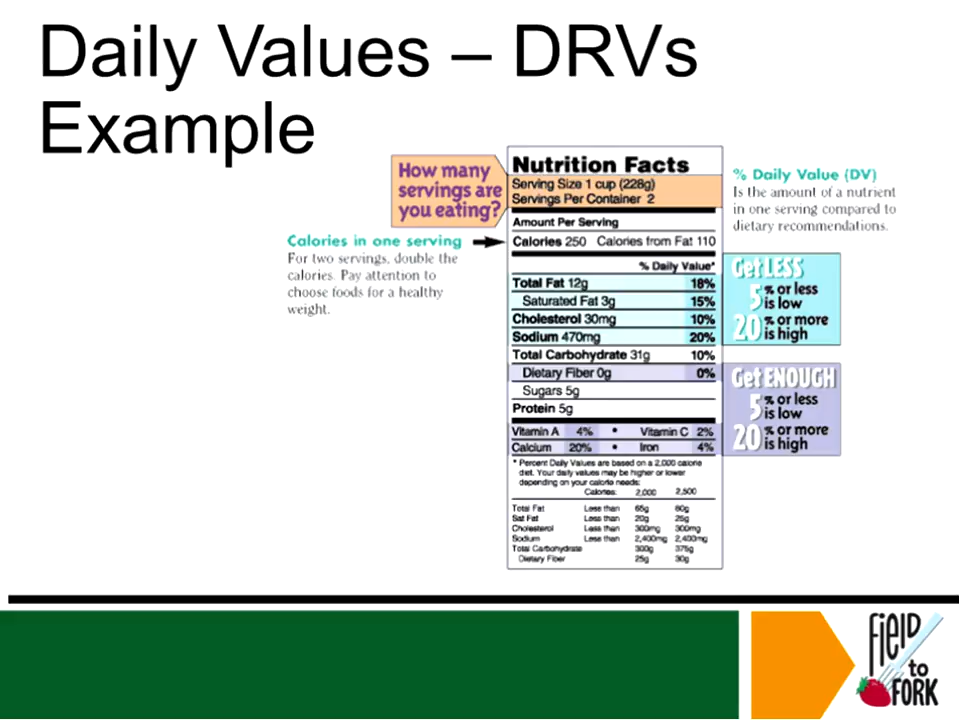 Daily Values – DRVs
Example
How many
servings are
you eating?
Calories in one serving
For two servings, double the
calories. Pay attention to
choose foods for a healthy
weight.
Nutrition Facts
Serving Size 1 cup (228g)
Servings Per Container 2
Amount Per Serving
Calories 250 Calories from Fat 110
% Daily Value*
Total Fat 12g 18%
Saturated Fat 3g 15%
Cholesterol 30mg 10%
Sodium 470mg 20%
Total Carbohydrate 31g 10%
Dietary Fiber 0g 0%
Sugars 5g
Protein 5g
Vitamin A 4% • Vitamin C 2%
Calcium 20% • Iron 4%
* Percent Daily Values are based on a 2,000 calorie
diet. Your daily values may be higher or lower
depending on your calorie needs:
Calories: 2,000 2,500
Total Fat Less than 65g 80g
Sat Fat Less than 20g 25g
Cholesterol Less than 300mg 300mg
Sodium Less than 2,400mg 2,400mg
Total Carbohydrate 300g 375g
Dietary Fiber 25g 30g
% Daily Value (DV)
Is the amount of a nutrient
in one serving compared to
dietary recommendations.
Get LESS
5 % or less
is low
20 % or more
is high
Get ENOUGH
5 % or less
is low
20 % or more
is high
FiELD
to
FORK